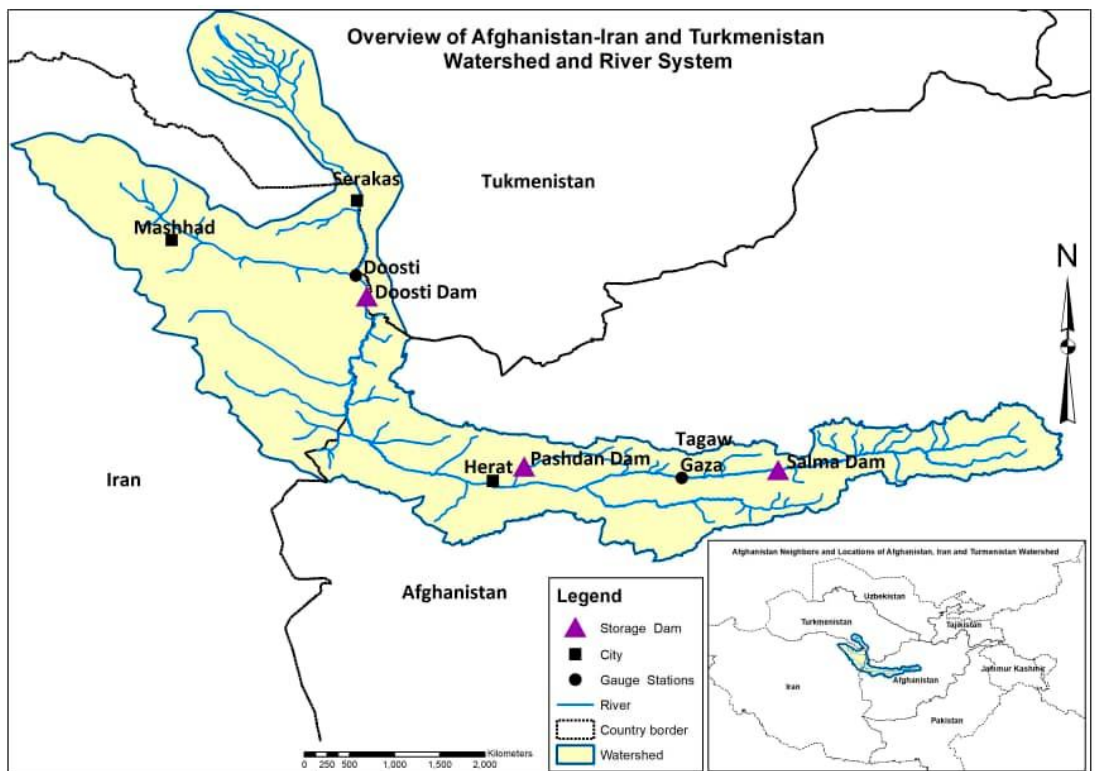 Overview of Afghanistan-Iran and Turkmenistan
Watershed and River System
Serakas
Tukmenistan
Mashhad
Doosti
Doosti Dam
N
Tagaw
Gaza
Herat
Pashdan Dam
Salma Dam
Iran
Afghanistan
Legend
Storage Dam
City
Gauge Stations
River
Country border
Watershed
Kilometers
0 250 500 1,000 1,500 2,000
Afghanistan Neighbors and Locations of Afghanistan, Iran and Turmenistan Watershed
Uzbekistan
Turkmenistan
Tajikistan
Jammur Kashmir
Afghanistan
Iran
Pakistan